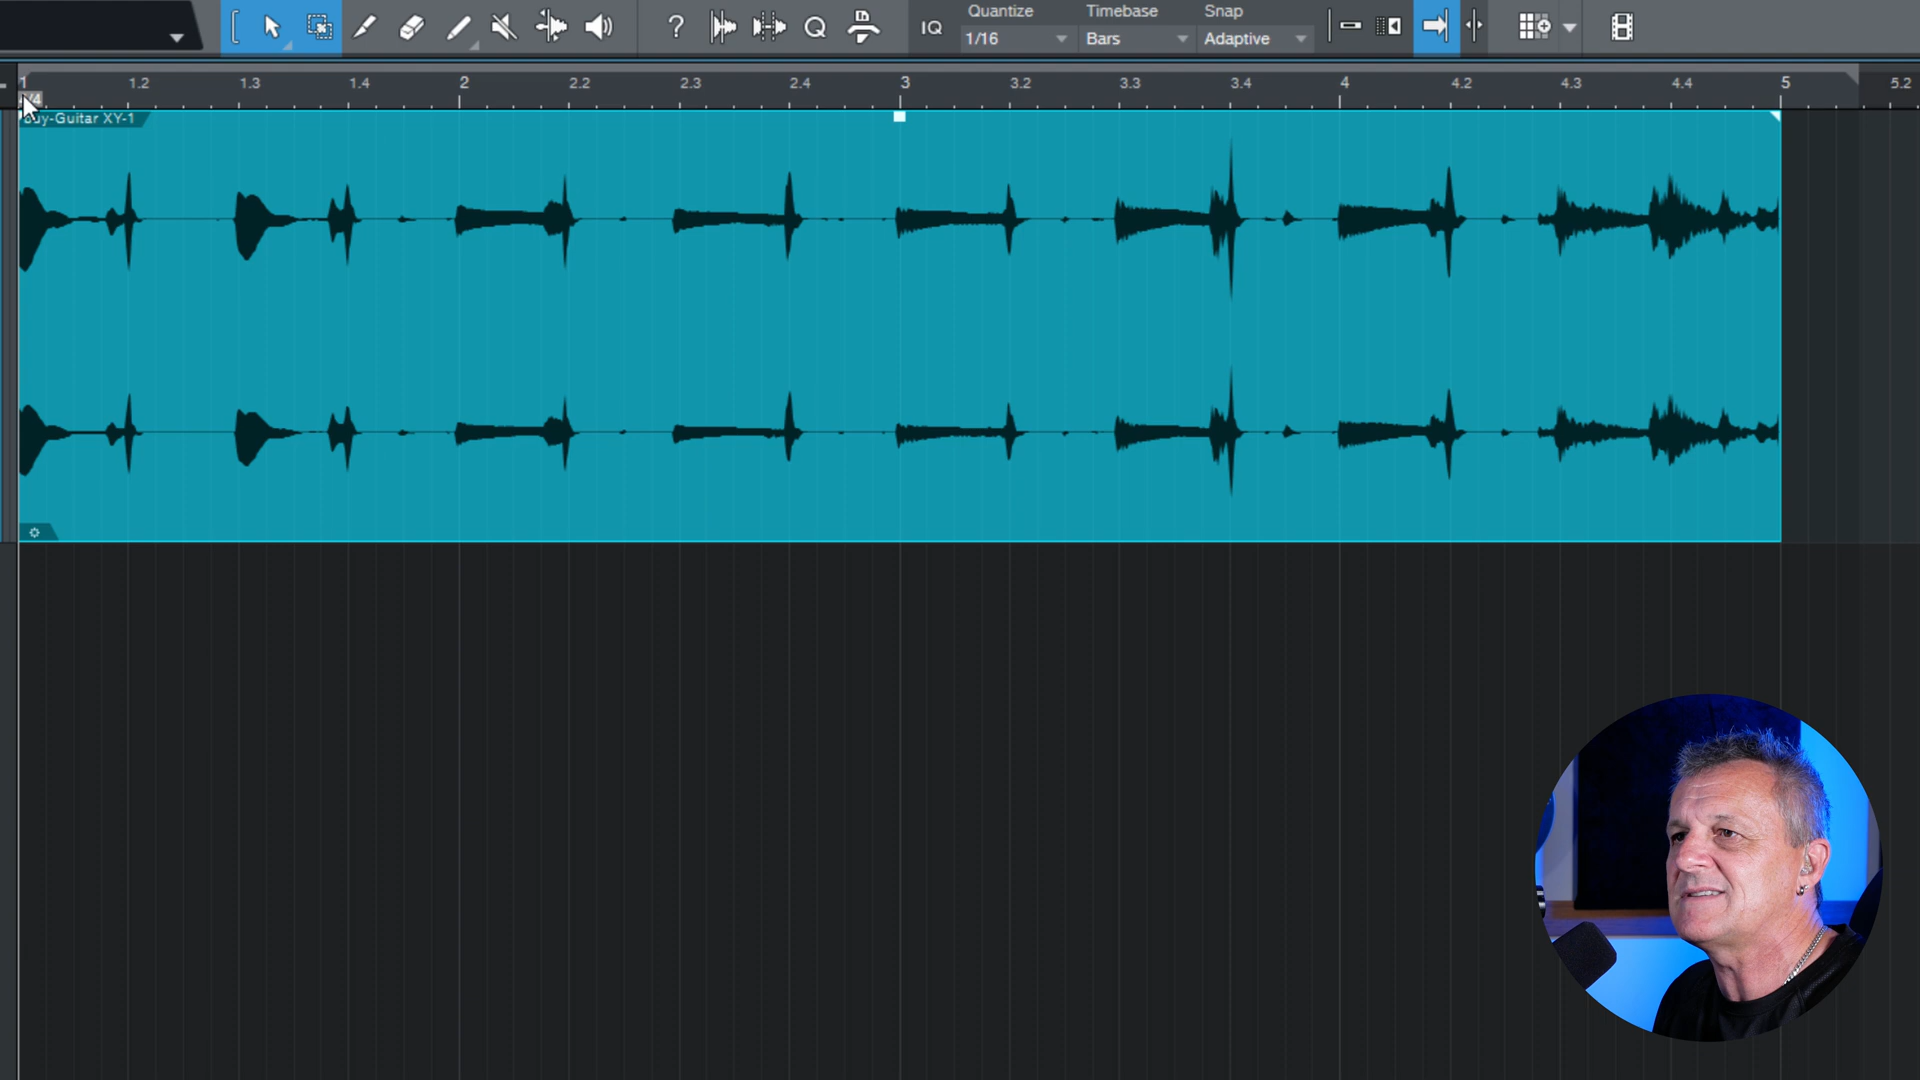 Quantize Timebase Snap
IQ 1/16 Bars Adaptive
1 1.2 1.3 1.4 2 2.2 2.3 2.4 3 3.2 3.3 3.4 4 4.2 4.3 4.4 5 5.2
/4
Guitar XY-1